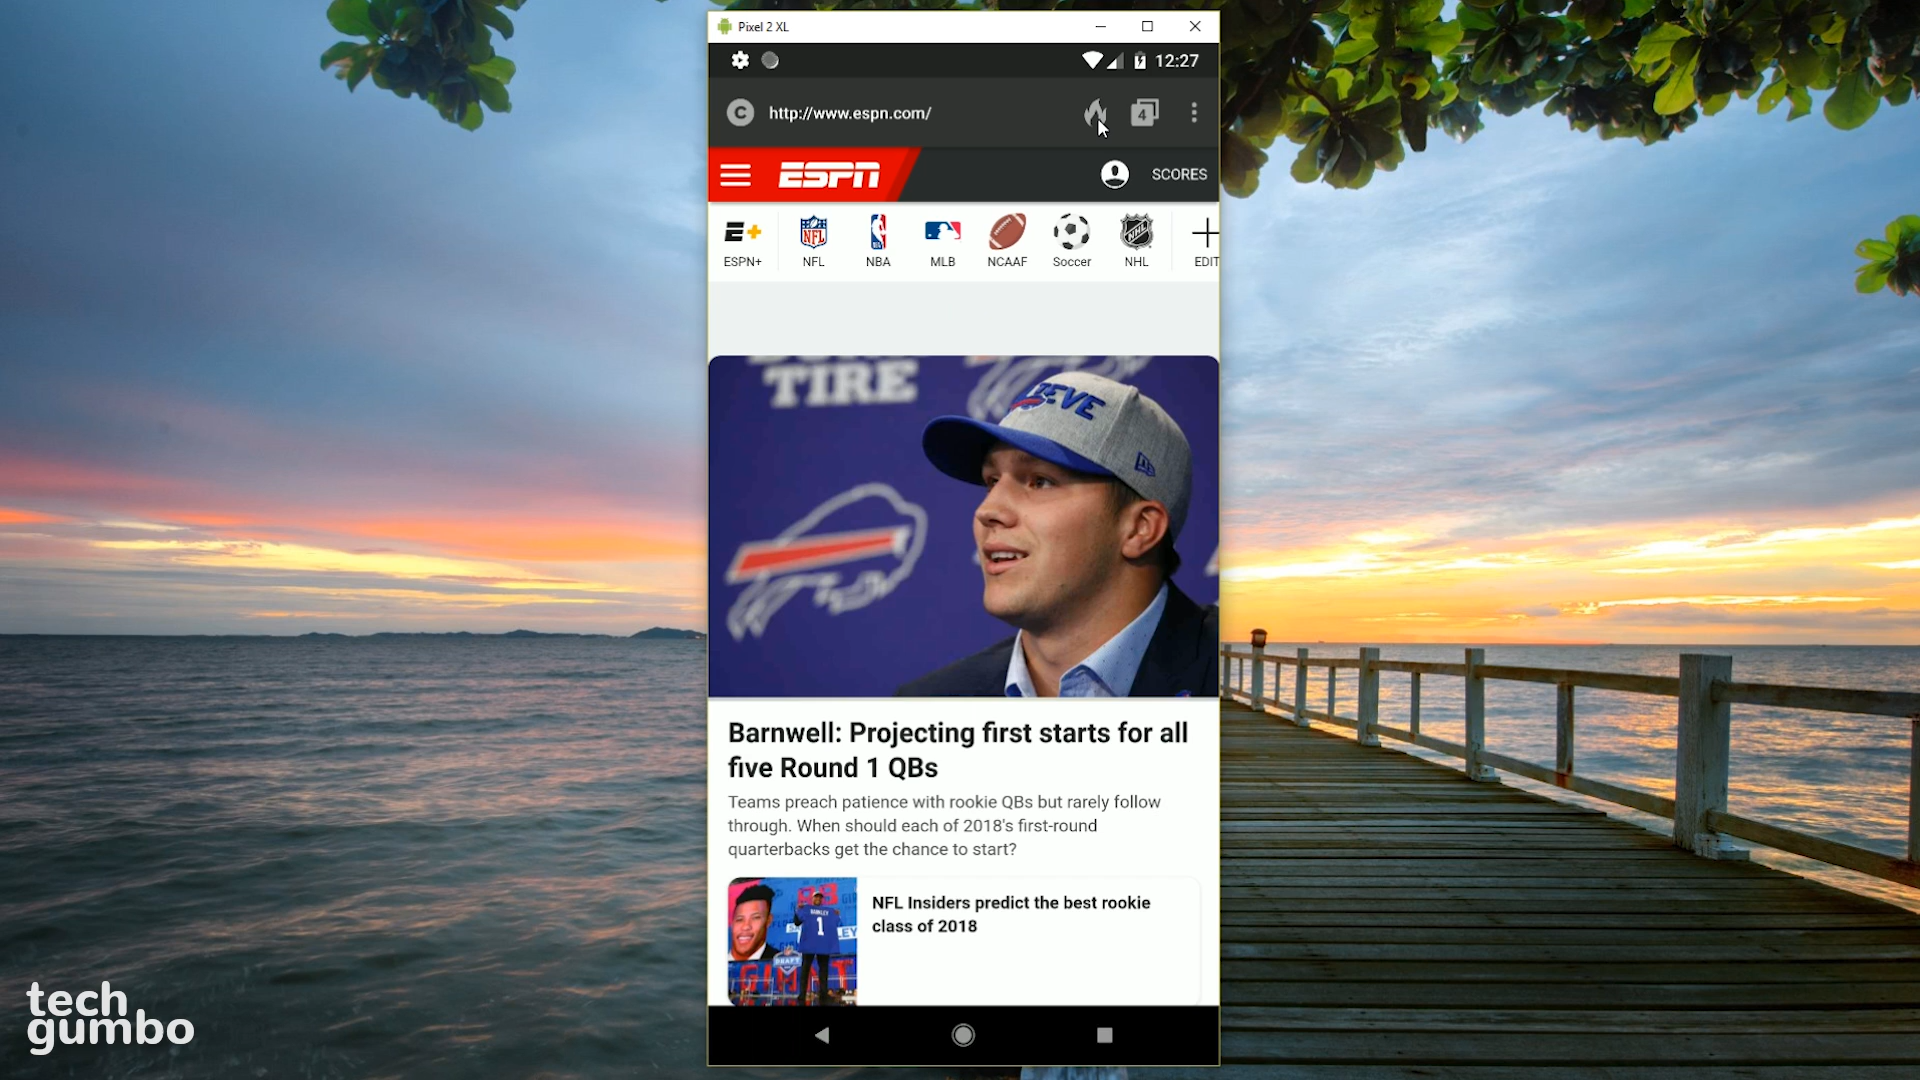 Pixel 2 XL
12:27
C
http://www.espn.com/
4
ESPN
SCORES
E+
NFL
NBA
MLB
NCAAF
Soccer
NHL
EDIT
TIRE
Barnwell: Projecting first starts for all
five Round 1 QBs
Teams preach patience with rookie QBs but rarely follow
through. When should each of 2018's first-round
quarterbacks get the chance to start?
NFL Insiders predict the best rookie
class of 2018
ESPN+
tech
gumbo